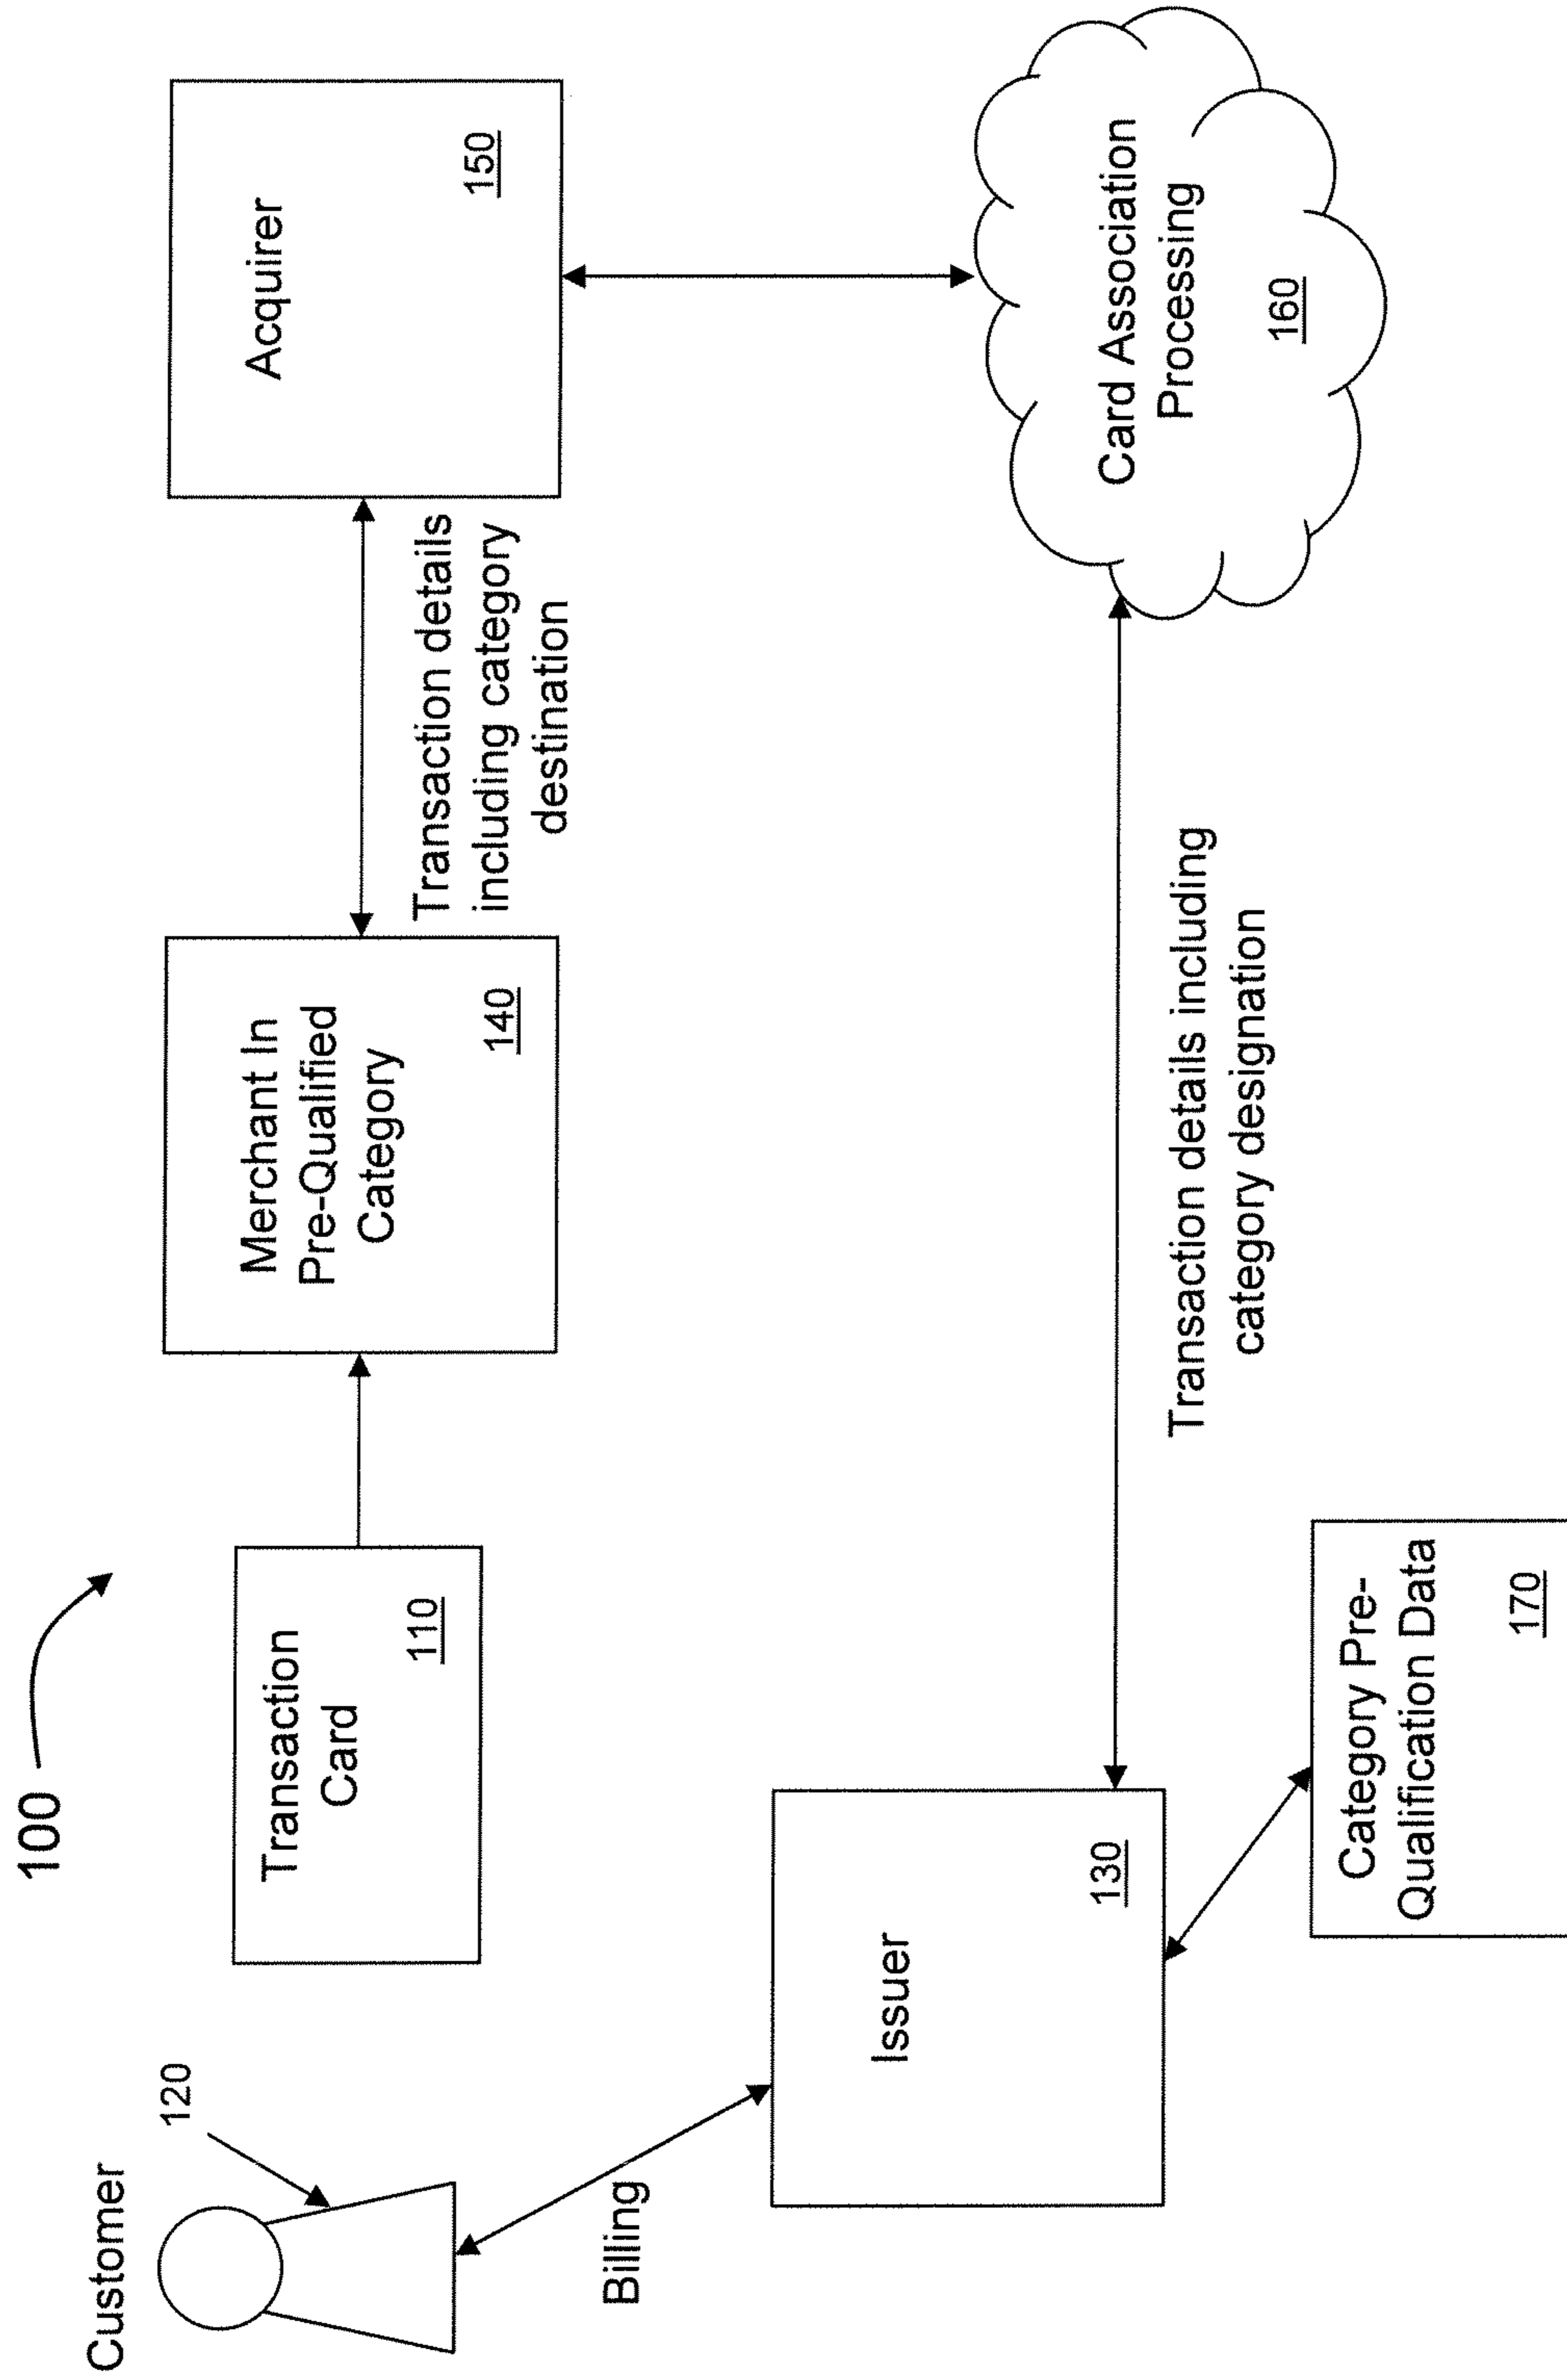 100
Customer
120
Transaction
Card
110
Merchant In
Pre-Qualified
Category
140
Acquirer
150
Transaction details
including category
destination
Billing
Issuer
130
Transaction details including
category designation
Card Association
Processing
160
Category Pre-
Qualification Data
170